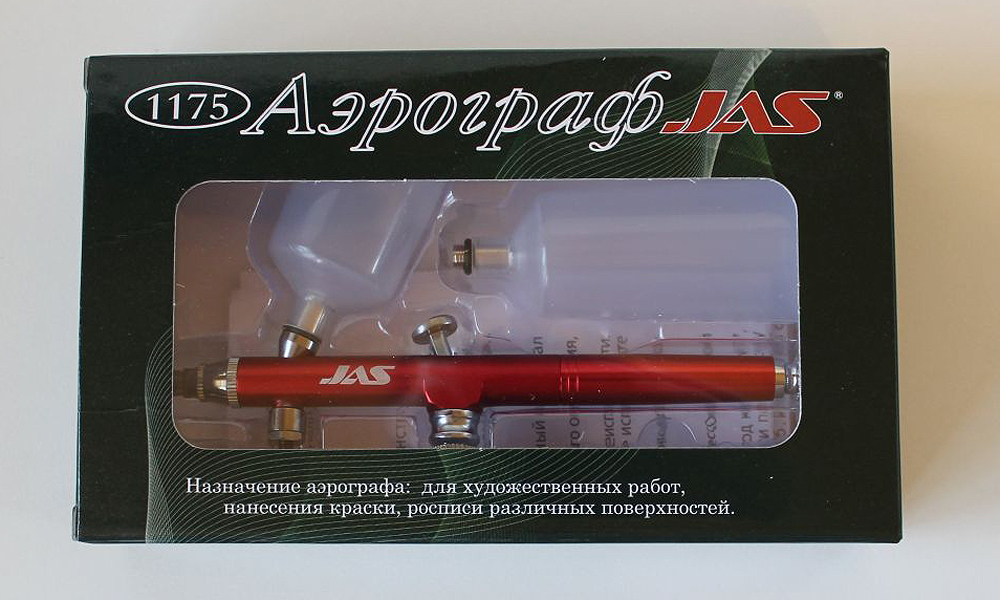 1175 Аэрограф JAS®
JAS
Назначение аэрографа: для художественных работ,
нанесения краски, росписи различных поверхностей.